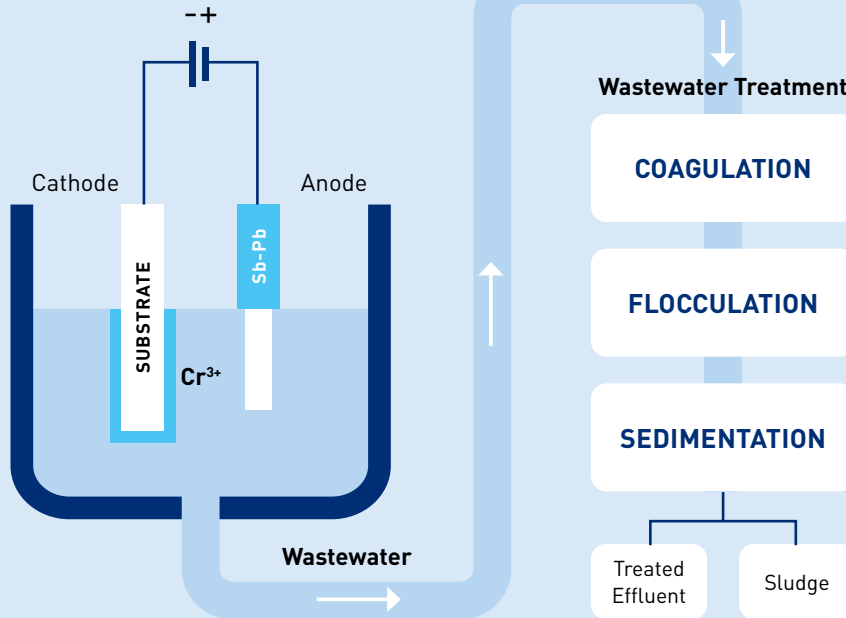 -+
Cathode
Anode
SUBSTRATE
Sb-Pb
Cr³⁺
Wastewater
Wastewater Treatment
COAGULATION
FLOCCULATION
SEDIMENTATION
Treated
Effluent
Sludge